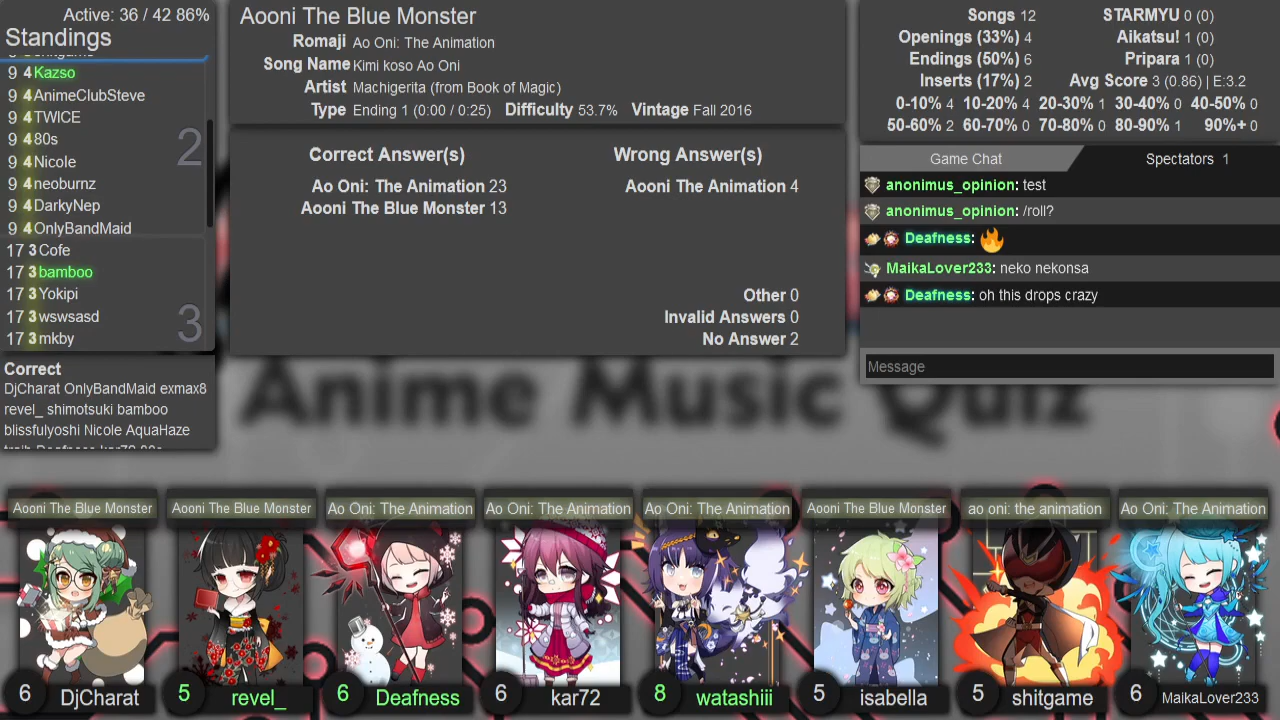 Active: 36 / 42 86%
Standings
9 4 Kazso
9 4 AnimeClubSteve
9 4 TWICE
9 4 80s
9 4 Nicole
9 4 neoburnz
9 4 DarkyNep
9 4 OnlyBandMaid
2
17 3 Cofe
17 3 bamboo
17 3 Yokipi
17 3 wswsasd
17 3 mkby
3
Correct
DjCharat OnlyBandMaid exmax8
revel_ shimotsuki bamboo
blissfulyoshi Nicole AquaHaze
Aooni The Blue Monster
Romaji Ao Oni: The Animation
Song Name Kimi koso Ao Oni
Artist Machigerita (from Book of Magic)
Type Ending 1 (0:00 / 0:25) Difficulty 53.7% Vintage Fall 2016
Correct Answer(s)
Ao Oni: The Animation 23
Aooni The Blue Monster 13
Wrong Answer(s)
Aooni The Animation 4
Other 0
Invalid Answers 0
No Answer 2
Songs 12
Openings (33%) 4
Endings (50%) 6
Inserts (17%) 2
STARMYU 0 (0)
Aikatsu! 1 (0)
Pripara 1 (0)
Avg Score 3 (0.86) | E:3.2
0-10% 4 10-20% 4 20-30% 1 30-40% 0 40-50% 0
50-60% 2 60-70% 0 70-80% 0 80-90% 1 90%+ 0
Game Chat
Spectators 1
anonimus_opinion: test
anonimus_opinion: /roll?
Deafness:
MaikaLover233: neko nekonsa
Deafness: oh this drops crazy
Message
Anime Music Quiz
Aooni The Blue Monster
Aooni The Blue Monster
Ao Oni: The Animation
Ao Oni: The Animation
Ao Oni: The Animation
Aooni The Blue Monster
ao oni: the animation
Ao Oni: The Animation
6 DjCharat
5 revel_
6 Deafness
6 kar72
8 watashiii
5 isabella
5 shitgame
6 MaikaLover233